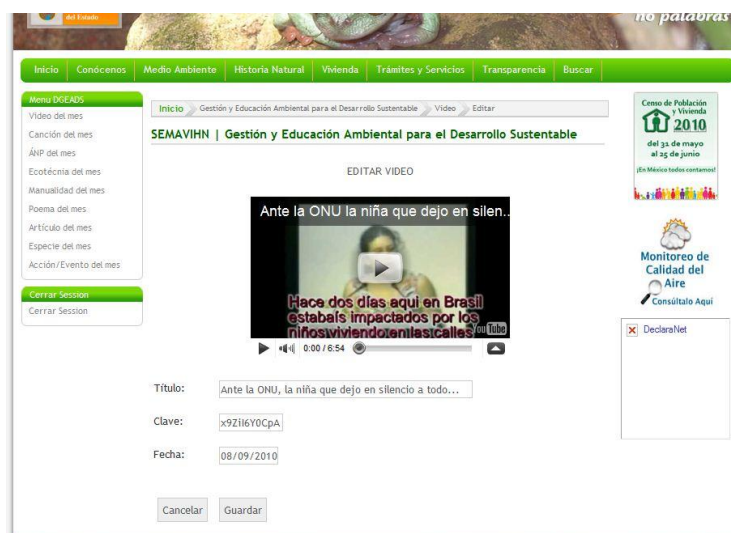 del Estado
no palabras
Inicio Conócenos Medio Ambiente Historia Natural Vivienda Trámites y Servicios Transparencia Buscar
Menu DGEADS
Video del mes
Canción del mes
ÁNP del mes
Ecotécnia del mes
Manualidad del mes
Poema del mes
Artículo del mes
Especie del mes
Acción/Evento del mes
Cerrar Session
Cerrar Session
Inicio Gestión y Educación Ambiental para el Desarrollo Sustentable Video Editar
SEMAVIHN | Gestión y Educación Ambiental para el Desarrollo Sustentable
EDITAR VIDEO
Ante la ONU la niña que dejo en silen..
Hace dos días aqui en Brasil
estabaís impactados por los
niños viviendo en las calles
YouTube
0:00 / 6:54
Título: Ante la ONU, la niña que dejo en silencio a todo...
Clave: x9ZiI6Y0CpA
Fecha: 08/09/2010
Cancelar Guardar
Censo de Población
y Vivienda
2010
del 31 de mayo
al 25 de junio
¡En México todos contamos!
Monitoreo de
Calidad del
Aire
Consúltalo Aquí
DeclaraNet